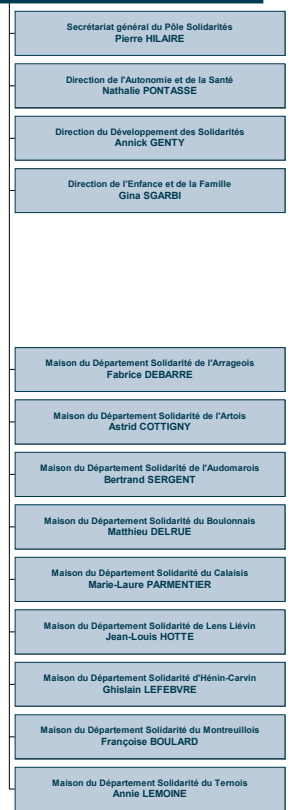 Secrétariat général du Pôle Solidarités
Pierre HILAIRE
Direction de l'Autonomie et de la Santé
Nathalie PONTASSE
Direction du Développement des Solidarités
Annick GENTY
Direction de l'Enfance et de la Famille
Gina SGARBI
Maison du Département Solidarité de l'Arrageois
Fabrice DEBARRE
Maison du Département Solidarité de l'Artois
Astrid COTTIGNY
Maison du Département Solidarité de l'Audomarois
Bertrand SERGENT
Maison du Département Solidarité du Boulonnais
Matthieu DELRUE
Maison du Département Solidarité du Calaisis
Marie-Laure PARMENTIER
Maison du Département Solidarité de Lens Liévin
Jean-Louis HOTTE
Maison du Département Solidarité d'Hénin-Carvin
Ghislain LEFEBVRE
Maison du Département Solidarité du Montreuillois
Françoise BOULARD
Maison du Département Solidarité du Ternois
Annie LEMOINE